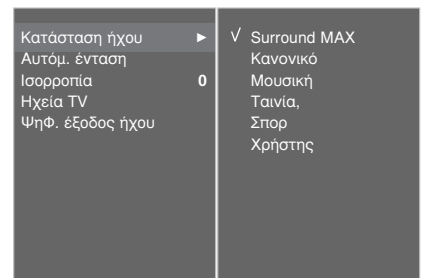 Κατάσταση ήχου ►
Αυτόμ. ένταση
Ισορροπία 0
Ηχεία TV
ΨηΦ. έξοδος ήχου
√ Surround MAX
Κανονικό
Μουσική
Ταινία,
Σπορ
Χρήστης